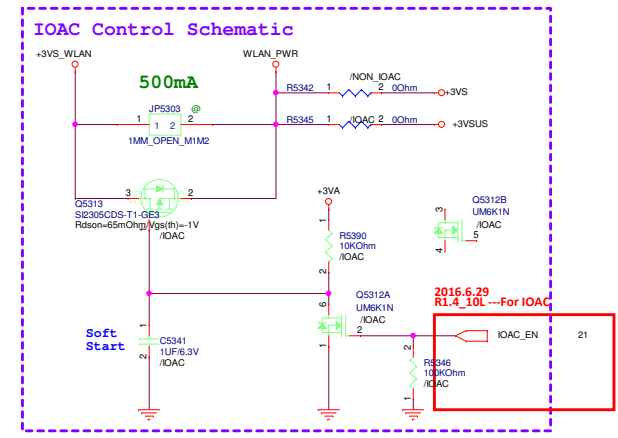 IOAC Control Schematic
+3VS_WLAN
WLAN_PWR
500mA
/NON_IOAC
R5342 1 2 0Ohm +3VS
JP5303 @
1 1 2 2
R5345 1 /IOAC 2 0Ohm +3VSUS
1MM_OPEN_M1M2
3 2
+3VA
Q5313
SI2305CDS-T1-GE3
Rdson=65mOhm/Vgs(th)=-1V
/IOAC
1
1
R5390
10KOhm
/IOAC
2
3
Q5312B
UM6K1N
/IOAC
5
4
2016.6.29
R1.4_10L ---For IOAC
6
Q5312A
UM6K1N
/IOAC
2
1
IOAC_EN 21
Soft
Start
1
C5341
1UF/6.3V
/IOAC
2
2
R5346
100KOhm
/IOAC
1